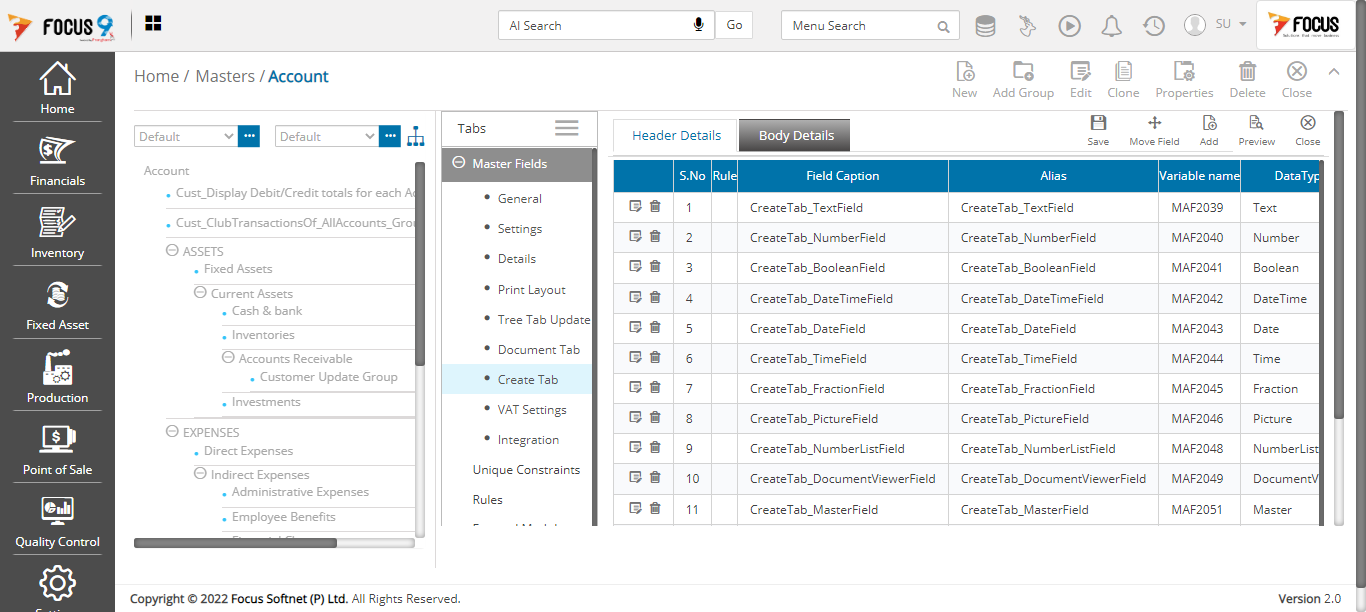 FOCUS 9
AI Search
Go
Menu Search
SU
FOCUS
Home / Masters / Account
New
Add Group
Edit
Clone
Properties
Delete
Close
Home
Financials
Inventory
Fixed Asset
Production
Point of Sale
Quality Control
Default
Default
Account
Cust_Display Debit/Credit totals for each Ac
Cust_ClubTransactionsOf_AllAccounts_Grou
ASSETS
Fixed Assets
Current Assets
Cash & bank
Inventories
Accounts Receivable
Customer Update Group
Investments
EXPENSES
Direct Expenses
Indirect Expenses
Administrative Expenses
Employee Benefits
Tabs
Master Fields
General
Settings
Details
Print Layout
Tree Tab Update
Document Tab
Create Tab
VAT Settings
Integration
Unique Constraints
Rules
Header Details
Body Details
Save
Move Field
Add
Preview
Close
S.No Rule Field Caption Alias Variable name DataTyp
1 CreateTab_TextField CreateTab_TextField MAF2039 Text
2 CreateTab_NumberField CreateTab_NumberField MAF2040 Number
3 CreateTab_BooleanField CreateTab_BooleanField MAF2041 Boolean
4 CreateTab_DateTimeField CreateTab_DateTimeField MAF2042 DateTime
5 CreateTab_DateField CreateTab_DateField MAF2043 Date
6 CreateTab_TimeField CreateTab_TimeField MAF2044 Time
7 CreateTab_FractionField CreateTab_FractionField MAF2045 Fraction
8 CreateTab_PictureField CreateTab_PictureField MAF2046 Picture
9 CreateTab_NumberListField CreateTab_NumberListField MAF2048 NumberList
10 CreateTab_DocumentViewerField CreateTab_DocumentViewerField MAF2049 DocumentV
11 CreateTab_MasterField CreateTab_MasterField MAF2051 Master
Copyright © 2022 Focus Softnet (P) Ltd. All Rights Reserved.
Version 2.0